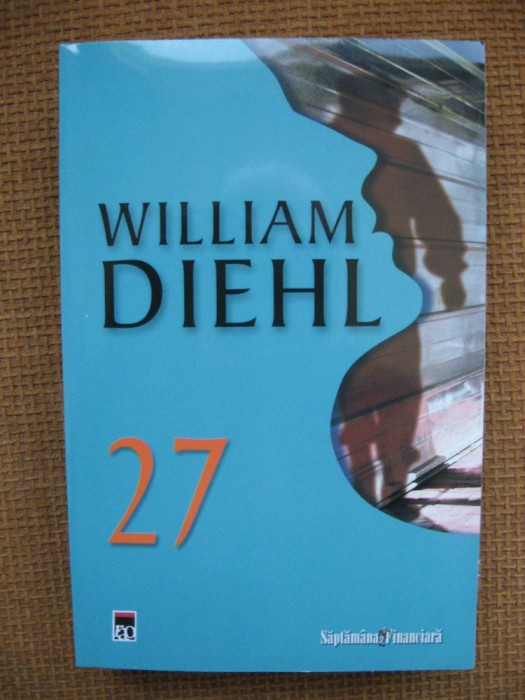 WILLIAM
DIEHL
27
rao
Săptămâna Financiară